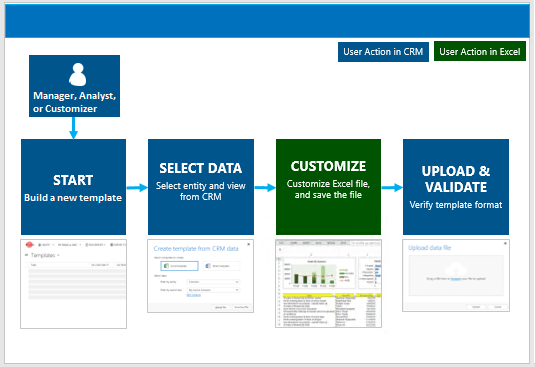 User Action in CRM
User Action in Excel
Manager, Analyst,
or Customizer
START
Build a new template
SELECT DATA
Select entity and view
from CRM
CUSTOMIZE
Customize Excel file,
and save the file
UPLOAD &
VALIDATE
Verify template format
Templates
Create template from CRM data
Upload data file